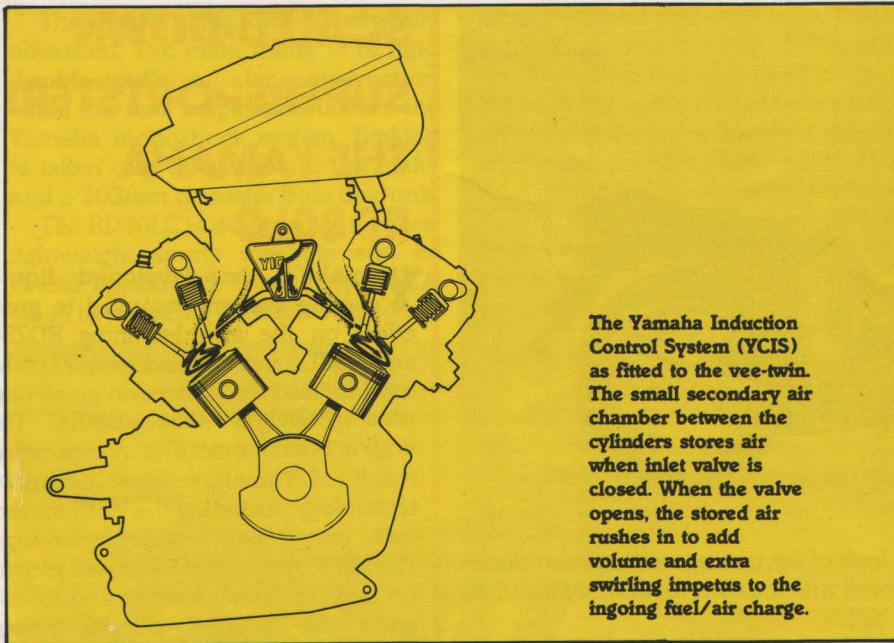 The Yamaha Induction
Control System (YCIS)
as fitted to the vee-twin.
The small secondary air
chamber between the
cylinders stores air
when inlet valve is
closed. When the valve
opens, the stored air
rushes in to add
volume and extra
swirling impetus to the
ingoing fuel/air charge.